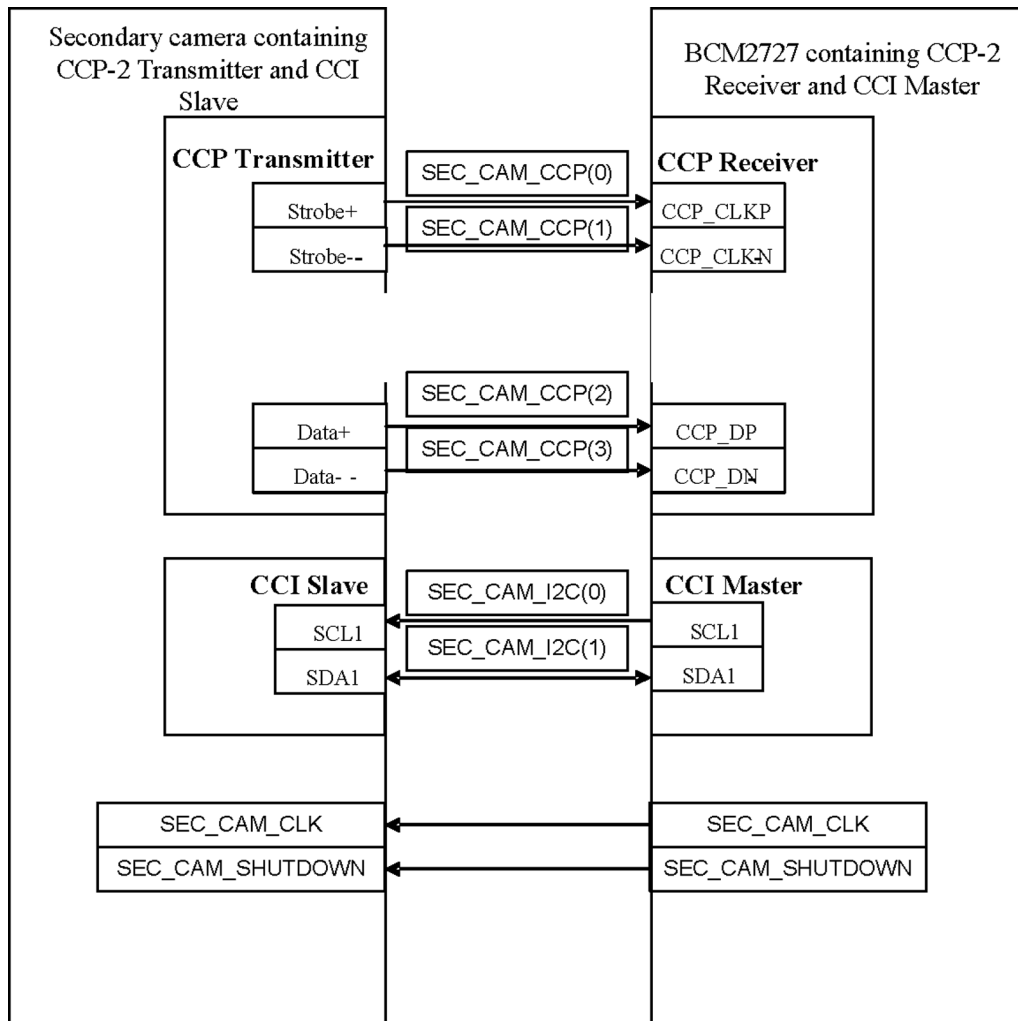 Secondary camera containing
CCP-2 Transmitter and CCI
Slave
BCM2727 containing CCP-2
Receiver and CCI Master
CCP Transmitter
SEC_CAM_CCP(0)
CCP Receiver
Strobe+
SEC_CAM_CCP(1)
CCP_CLKP
Strobe--
CCP_CLKN
SEC_CAM_CCP(2)
Data+
SEC_CAM_CCP(3)
CCP_DP
Data- -
CCP_DN
CCI Slave
SEC_CAM_I2C(0)
CCI Master
SCL1
SEC_CAM_I2C(1)
SCL1
SDA1
SDA1
SEC_CAM_CLK
SEC_CAM_CLK
SEC_CAM_SHUTDOWN
SEC_CAM_SHUTDOWN